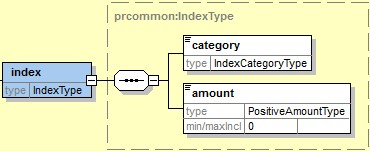 prcommon:IndexType
category
type IndexCategoryType
index
type IndexType
amount
type PositiveAmountType
min/maxIncl 0